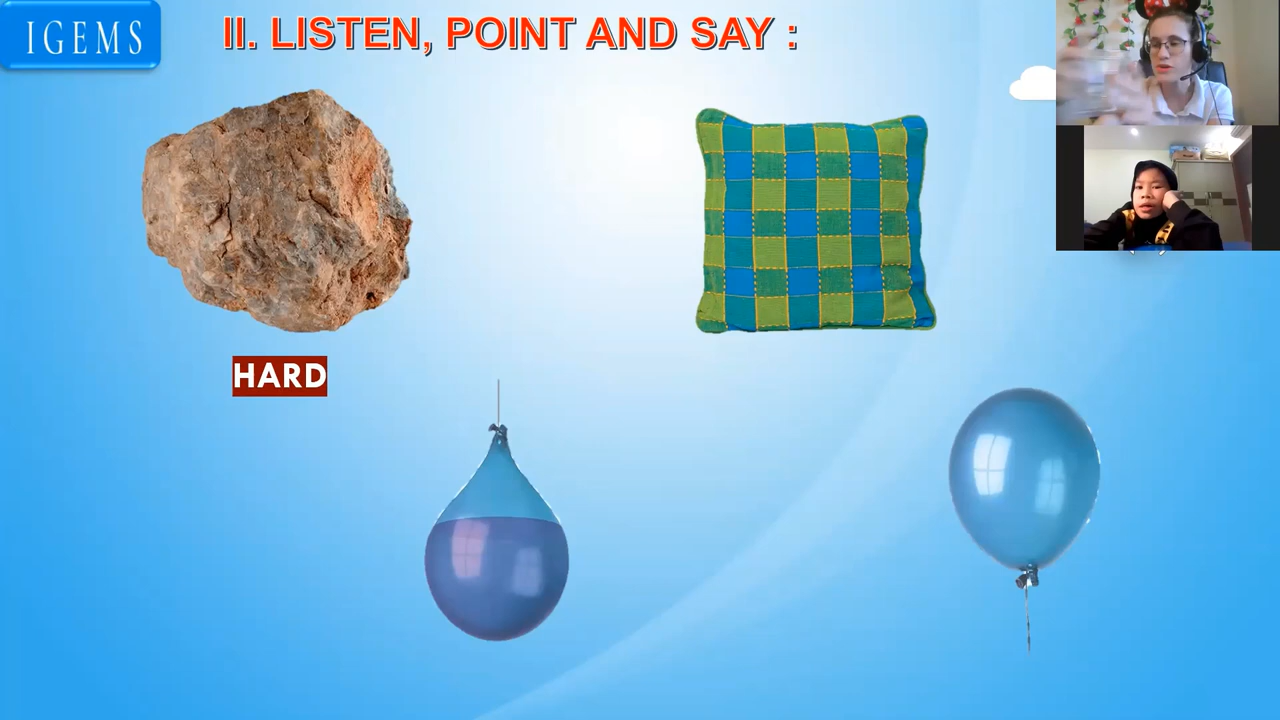 IGEMS
II. LISTEN, POINT AND SAY :
HARD